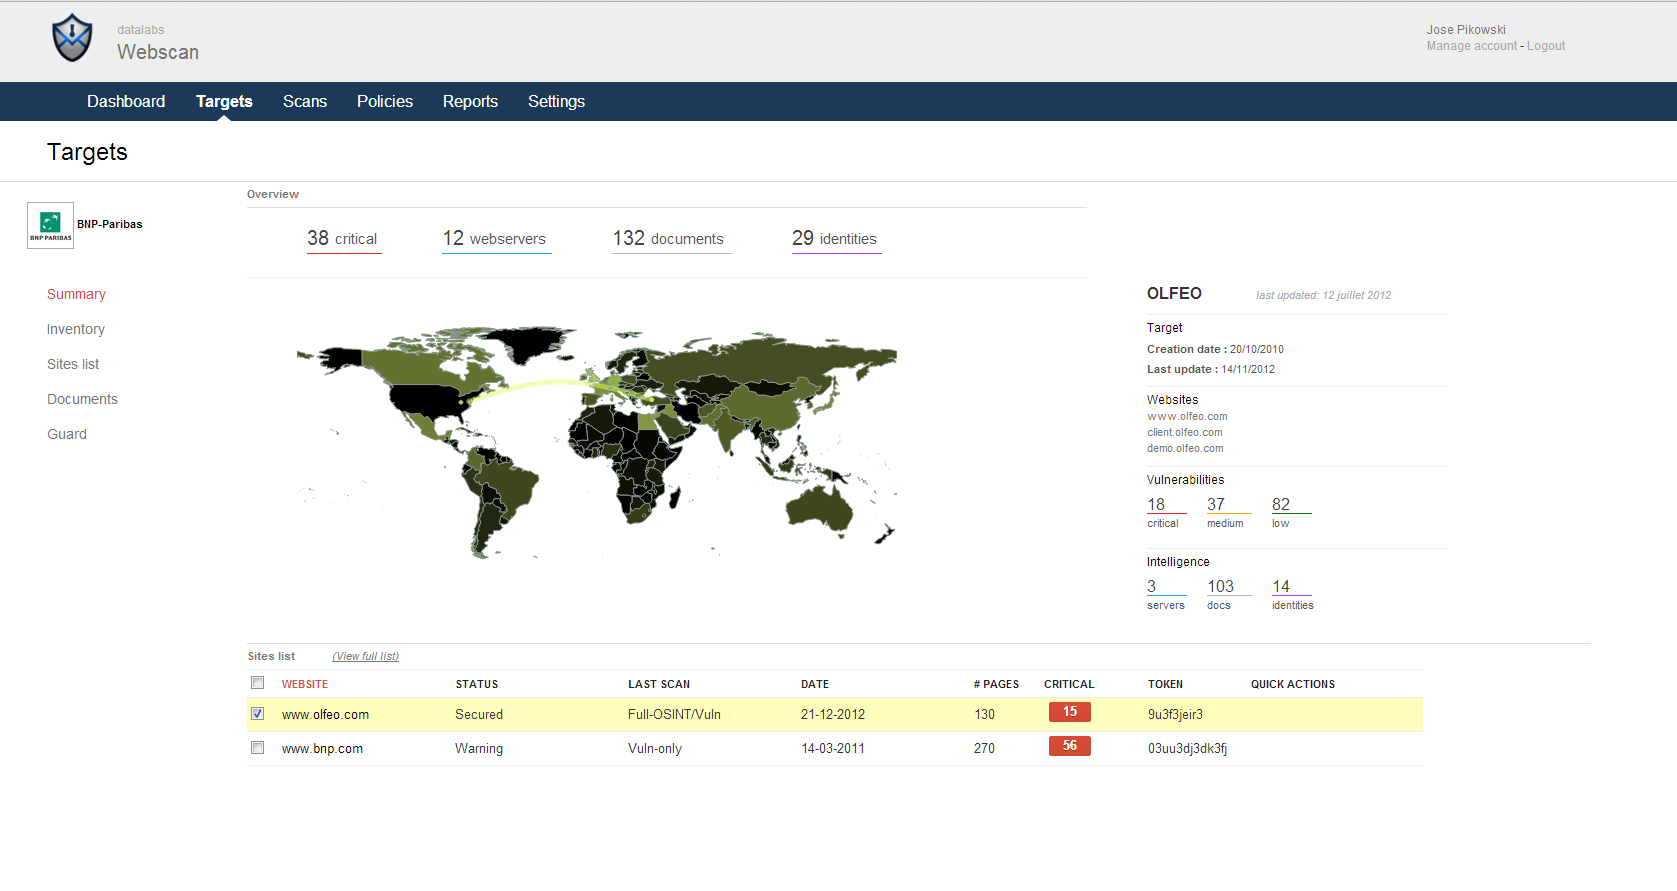 datalabs
Webscan
Jose Pikowski
Manage account - Logout
Dashboard Targets Scans Policies Reports Settings
Targets
BNP PARIBAS
BNP-Paribas
Summary
Inventory
Sites list
Documents
Guard
Overview
38 critical 12 webservers 132 documents 29 identities
OLFEO last updated: 12 juillet 2012
Target
Creation date : 20/10/2010
Last update : 14/11/2012
Websites
www.olfeo.com
client.olfeo.com
demo.olfeo.com
Vulnerabilities
18 37 82
critical medium low
Intelligence
3 103 14
servers docs identities
Sites list (View full list)
WEBSITE STATUS LAST SCAN DATE # PAGES CRITICAL TOKEN QUICK ACTIONS
www.olfeo.com Secured Full-OSINT/Vuln 21-12-2012 130 15 9u3f3jeir3
www.bnp.com Warning Vuln-only 14-03-2011 270 56 03uu3dj3dk3fj